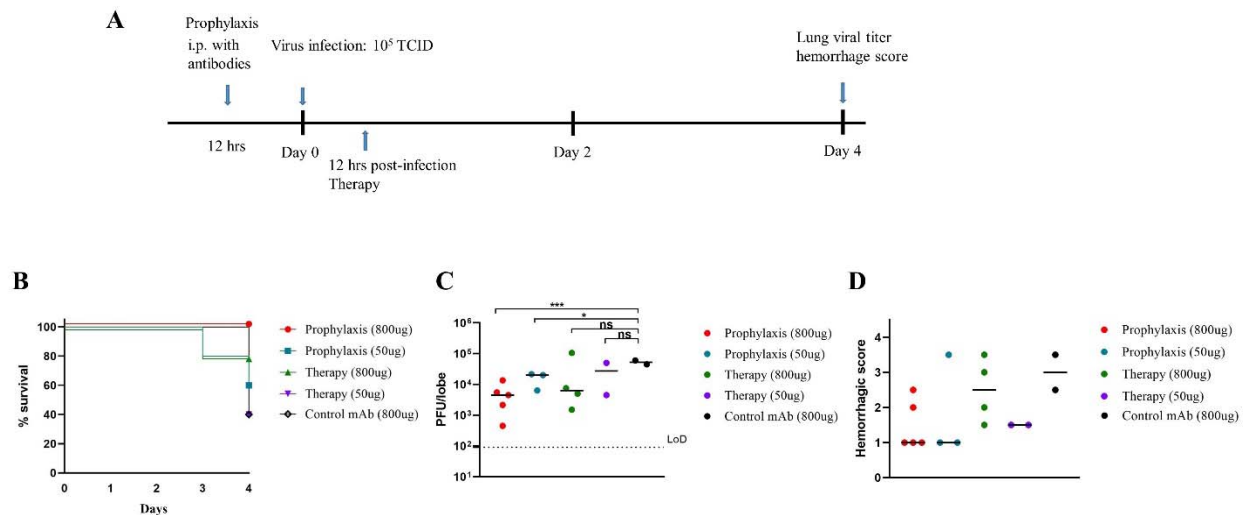 A
Prophylaxis
i.p. with
antibodies
Virus infection: 10⁵ TCID
Lung viral titer
hemorrhage score
12 hrs
Day 0
12 hrs post-infection
Therapy
Day 2
Day 4
B
% survival
100
80
60
40
20
0
0 1 2 3 4
Days
Prophylaxis (800ug)
Prophylaxis (50ug)
Therapy (800ug)
Therapy (50ug)
Control mAb (800ug)
C
***
*
ns
ns
PFU/lobe
10⁶
10⁵
10⁴
10³
10²
10¹
LoD
Prophylaxis (800ug)
Prophylaxis (50ug)
Therapy (800ug)
Therapy (50ug)
Control mAb (800ug)
D
Hemorrhagic score
4
3
2
1
0
Prophylaxis (800ug)
Prophylaxis (50ug)
Therapy (800ug)
Therapy (50ug)
Control mAb (800ug)